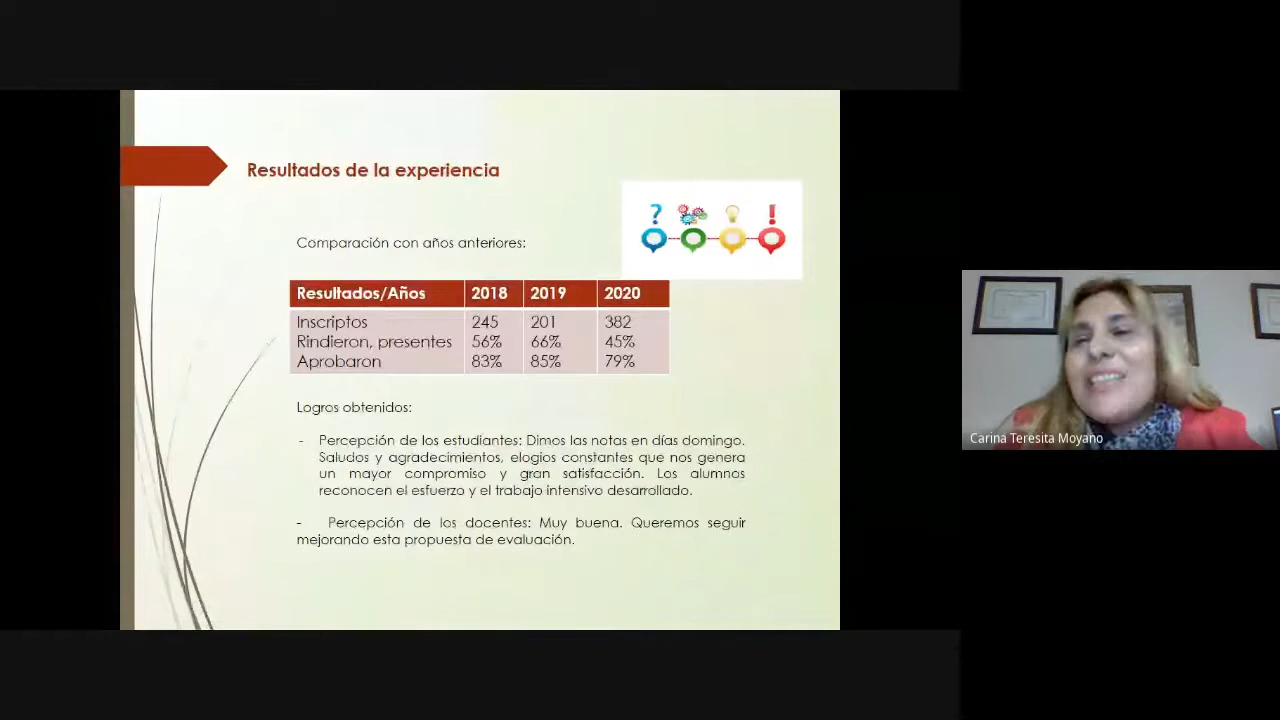 Resultados de la experiencia
Comparación con años anteriores:
Resultados/Años 2018 2019 2020
Inscriptos 245 201 382
Rindieron, presentes 56% 66% 45%
Aprobaron 83% 85% 79%
Logros obtenidos:
- Percepción de los estudiantes: Dimos las notas en días domingo.
Saludos y agradecimientos, elogios constantes que nos genera
un mayor compromiso y gran satisfacción. Los alumnos
reconocen el esfuerzo y el trabajo intensivo desarrollado.
- Percepción de los docentes: Muy buena. Queremos seguir
mejorando esta propuesta de evaluación.
Carina Teresita Moyano